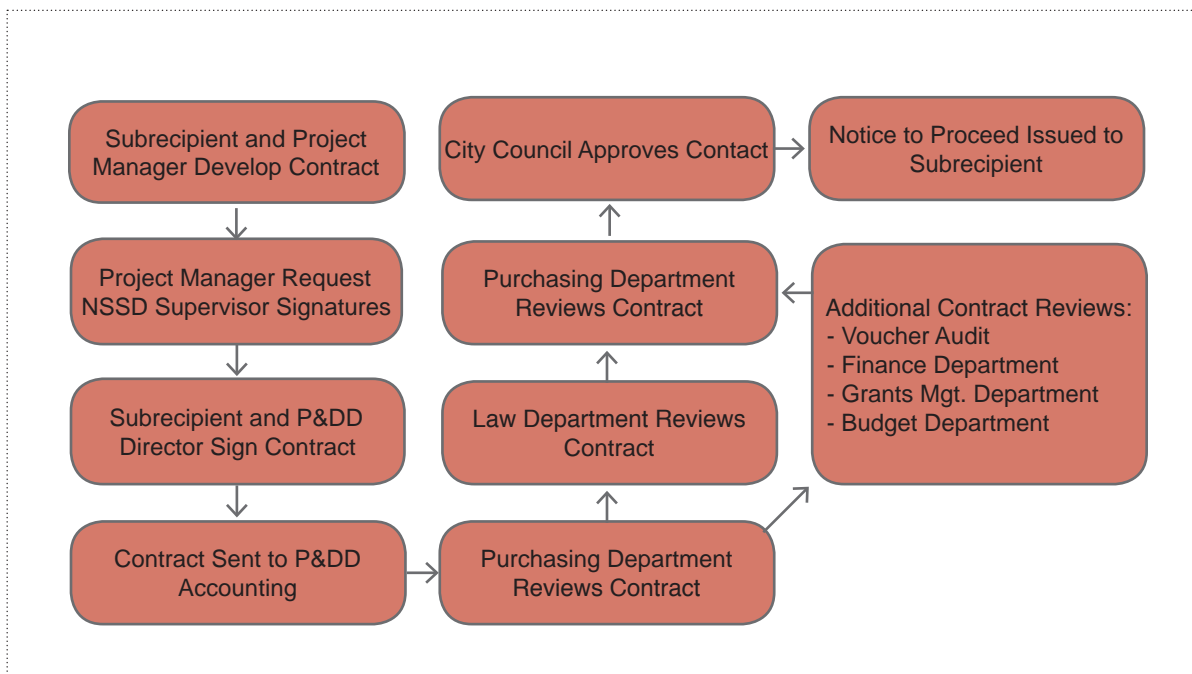 Subrecipient and Project
Manager Develop Contract
Project Manager Request
NSSD Supervisor Signatures
Subrecipient and P&DD
Director Sign Contract
Contract Sent to P&DD
Accounting
Purchasing Department
Reviews Contract
Law Department Reviews
Contract
Purchasing Department
Reviews Contract
City Council Approves Contact
Notice to Proceed Issued to
Subrecipient
Additional Contract Reviews:
- Voucher Audit
- Finance Department
- Grants Mgt. Department
- Budget Department